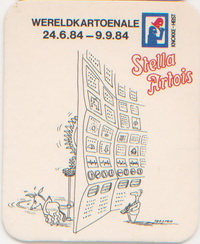 WERELDKARTOENALE
24.6.84 – 9.9.84
KNOKKE-HEIST
Stella
Artois